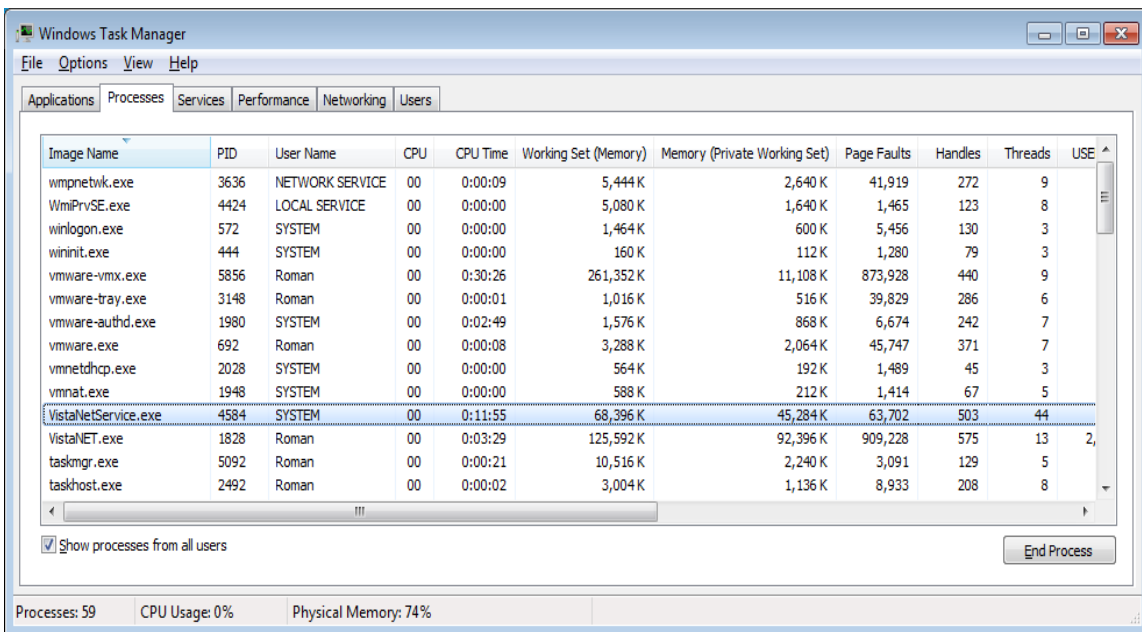 Windows Task Manager
File Options View Help
Applications Processes Services Performance Networking Users
Image Name PID User Name CPU CPU Time Working Set (Memory) Memory (Private Working Set) Page Faults Handles Threads USE
wmpnetwk.exe 3636 NETWORK SERVICE 00 0:00:09 5,444 K 2,640 K 41,919 272 9
WmiPrvSE.exe 4424 LOCAL SERVICE 00 0:00:00 5,080 K 1,640 K 1,465 123 8
winlogon.exe 572 SYSTEM 00 0:00:00 1,464 K 600 K 5,456 130 3
wininit.exe 444 SYSTEM 00 0:00:00 160 K 112 K 1,280 79 3
vmware-vmx.exe 5856 Roman 00 0:30:26 261,352 K 11,108 K 873,928 440 9
vmware-tray.exe 3148 Roman 00 0:00:01 1,016 K 516 K 39,829 286 6
vmware-authd.exe 1980 SYSTEM 00 0:02:49 1,576 K 868 K 6,674 242 7
vmware.exe 692 Roman 00 0:00:08 3,288 K 2,064 K 45,747 371 7
vmnetdhcp.exe 2028 SYSTEM 00 0:00:00 564 K 192 K 1,489 45 3
vmnat.exe 1948 SYSTEM 00 0:00:00 588 K 212 K 1,414 67 5
VistaNetService.exe 4584 SYSTEM 00 0:11:55 68,396 K 45,284 K 63,702 503 44
VistaNET.exe 1828 Roman 00 0:03:29 125,592 K 92,396 K 909,228 575 13 2,
taskmgr.exe 5092 Roman 00 0:00:21 10,516 K 2,240 K 3,091 129 5
taskhost.exe 2492 Roman 00 0:00:02 3,004 K 1,136 K 8,933 208 8
Show processes from all users
End Process
Processes: 59 CPU Usage: 0% Physical Memory: 74%